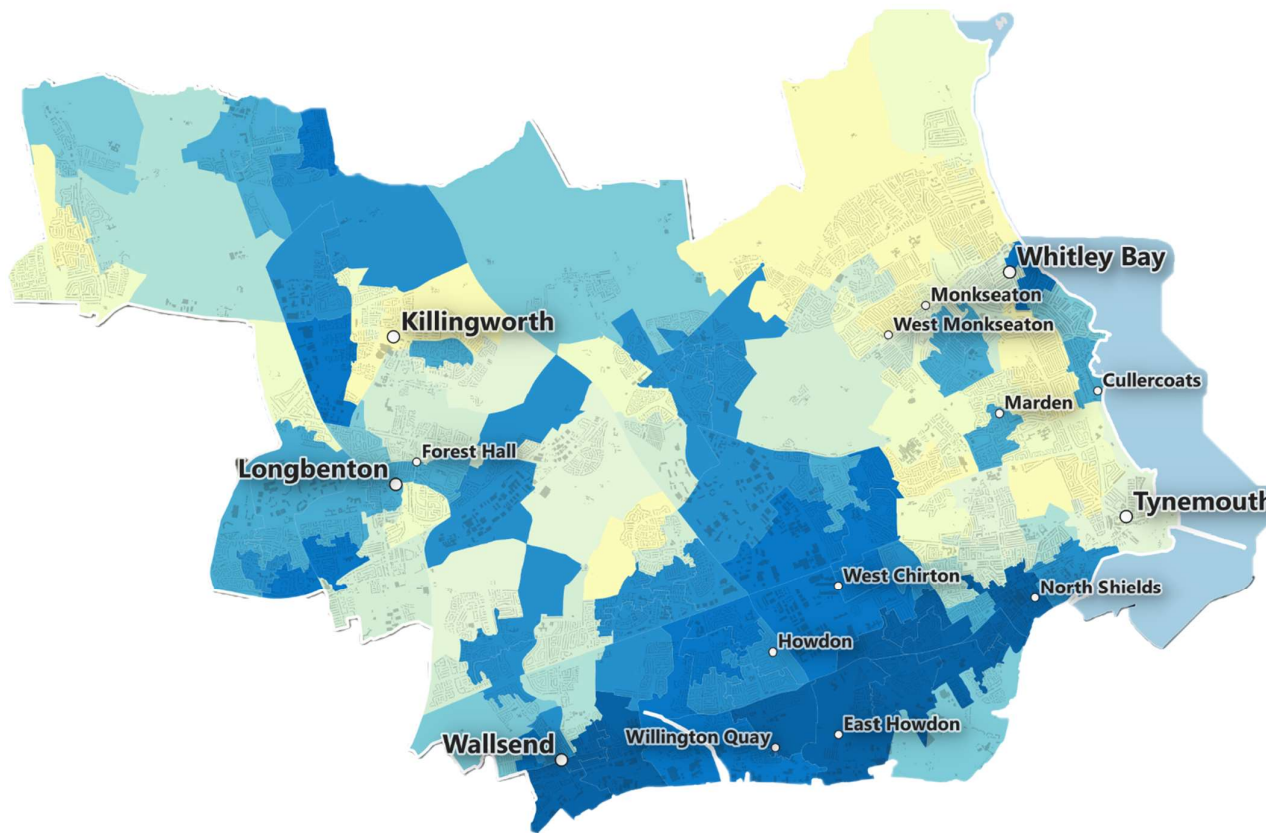 Whitley Bay
Monkseaton
Killingworth
West Monkseaton
Cullercoats
Marden
Forest Hall
Longbenton
Tynemouth
West Chirton
North Shields
Howdon
East Howdon
Willington Quay
Wallsend